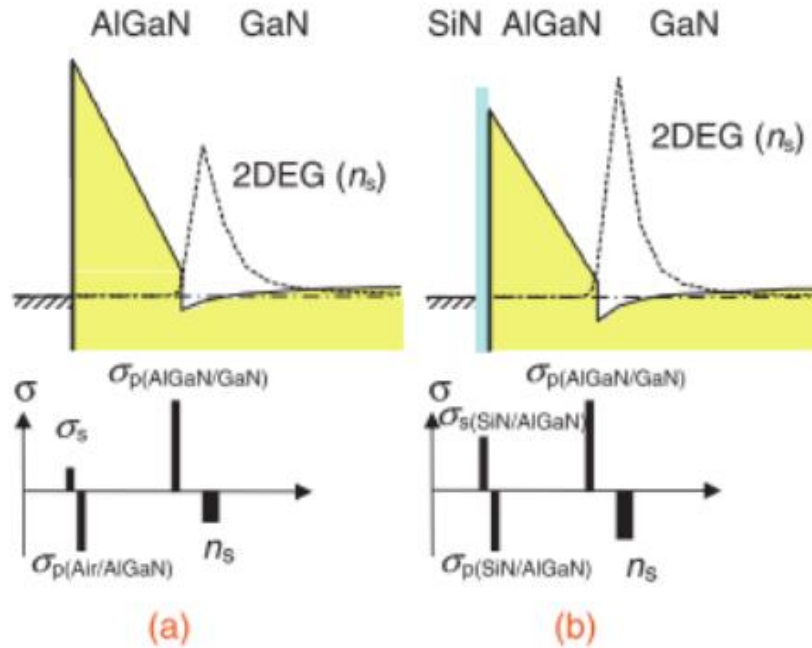 AlGaN GaN
2DEG (nₛ)
σp(AlGaN/GaN)
σ
σs
σp(Air/AlGaN)
nₛ
(a)
SiN AlGaN GaN
2DEG (nₛ)
σp(AlGaN/GaN)
σ
σs(SiN/AlGaN)
σp(SiN/AlGaN)
nₛ
(b)